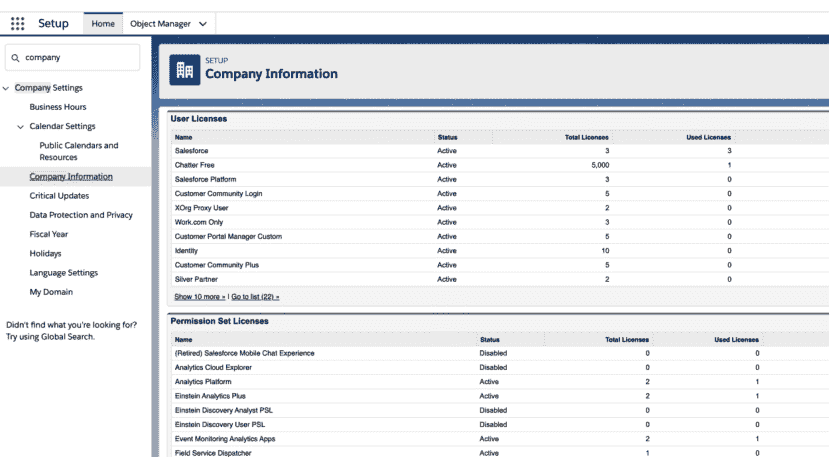 Setup
Home
Object Manager
company
Company Settings
Business Hours
Calendar Settings
Public Calendars and
Resources
Company Information
Critical Updates
Data Protection and Privacy
Fiscal Year
Holidays
Language Settings
My Domain
Didn't find what you're looking for?
Try using Global Search.
SETUP
Company Information
User Licenses
Name Status Total Licenses Used Licenses
Salesforce Active 3 3
Chatter Free Active 5,000 1
Salesforce Platform Active 3 0
Customer Community Login Active 5 0
XOrg Proxy User Active 2 0
Work.com Only Active 3 0
Customer Portal Manager Custom Active 5 0
Identity Active 10 0
Customer Community Plus Active 5 0
Silver Partner Active 2 0
Show 10 more » | Go to list (22) »
Permission Set Licenses
Name Status Total Licenses Used Licenses
(Retired) Salesforce Mobile Chat Experience Disabled 0 0
Analytics Cloud Explorer Disabled 0 0
Analytics Platform Active 2 1
Einstein Analytics Plus Active 2 1
Einstein Discovery Analyst PSL Disabled 0 0
Einstein Discovery User PSL Disabled 0 0
Event Monitoring Analytics Apps Active 2 1
Field Service Dispatcher Active 1 0